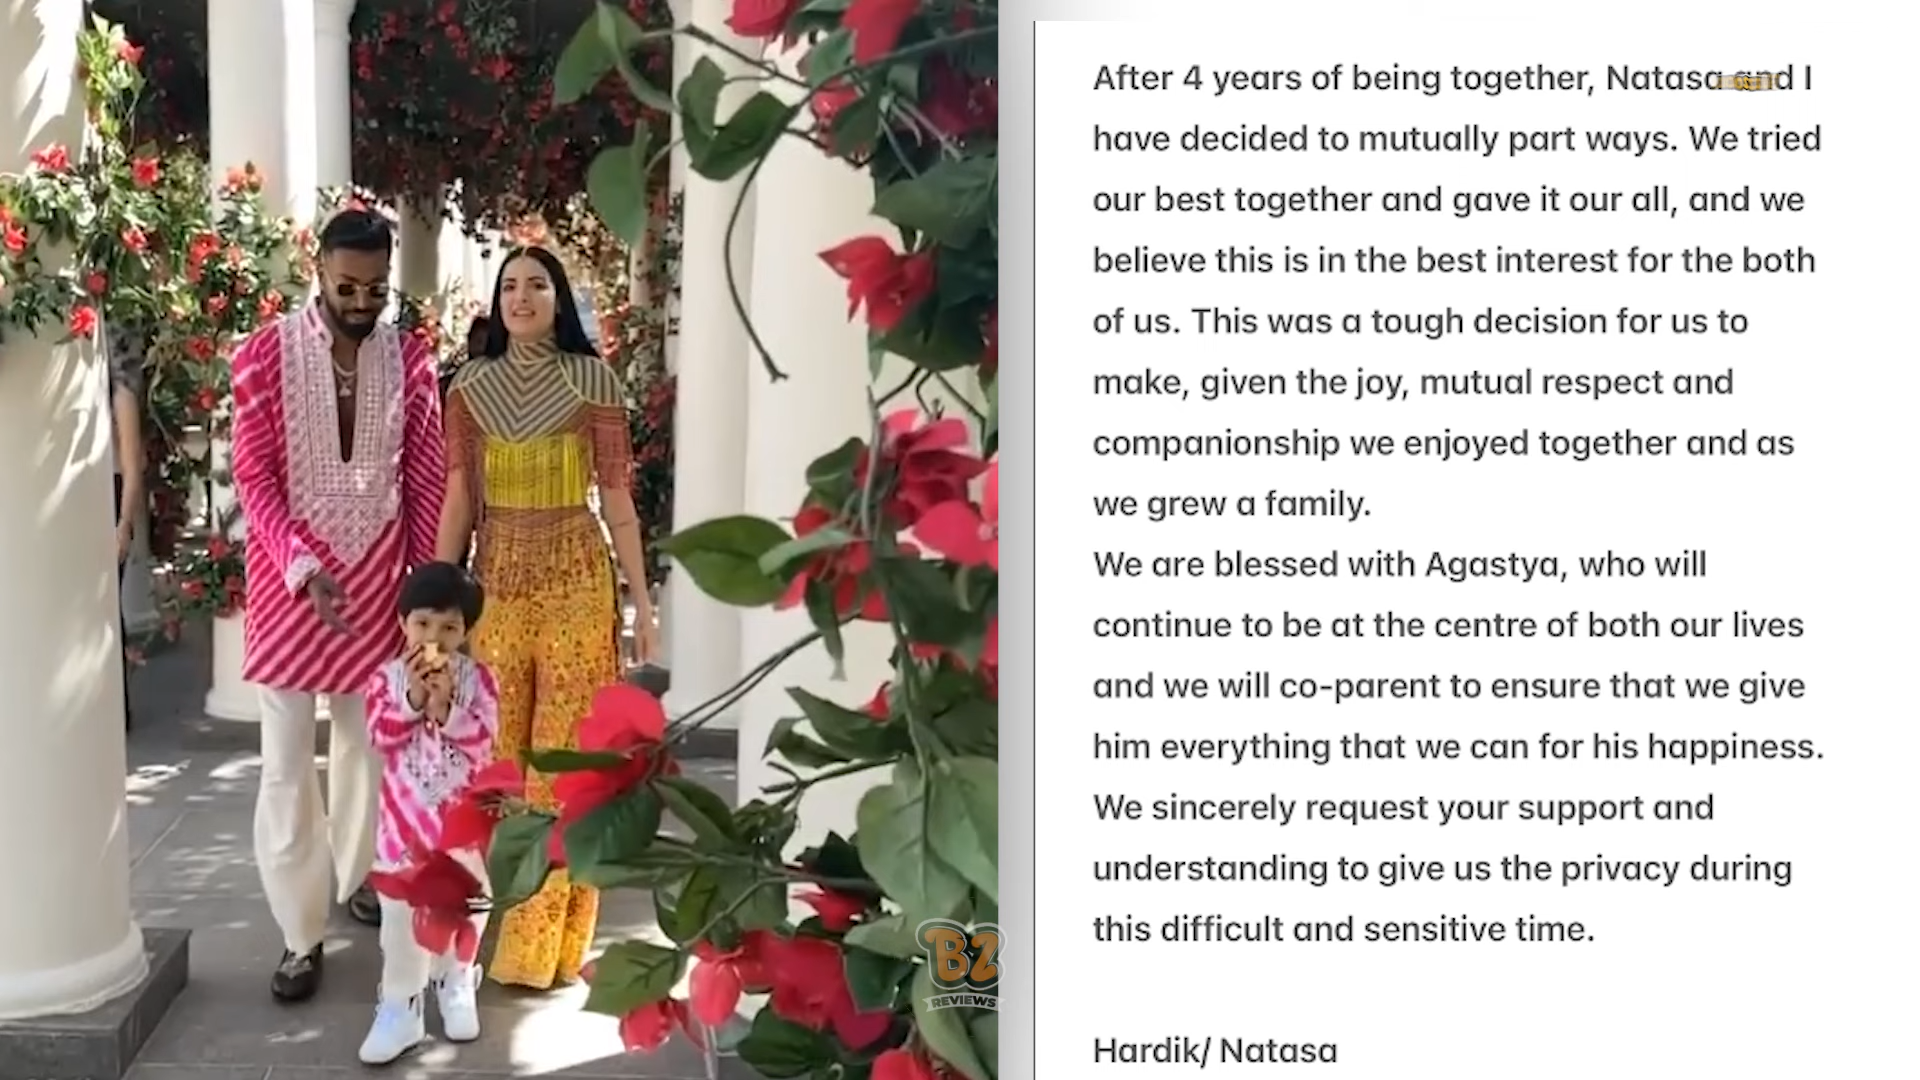 After 4 years of being together, Natasa and I
have decided to mutually part ways. We tried
our best together and gave it our all, and we
believe this is in the best interest for the both
of us. This was a tough decision for us to
make, given the joy, mutual respect and
companionship we enjoyed together and as
we grew a family.
We are blessed with Agastya, who will
continue to be at the centre of both our lives
and we will co-parent to ensure that we give
him everything that we can for his happiness.
We sincerely request your support and
understanding to give us the privacy during
this difficult and sensitive time.
Hardik/ Natasa
B2
REVIEWS